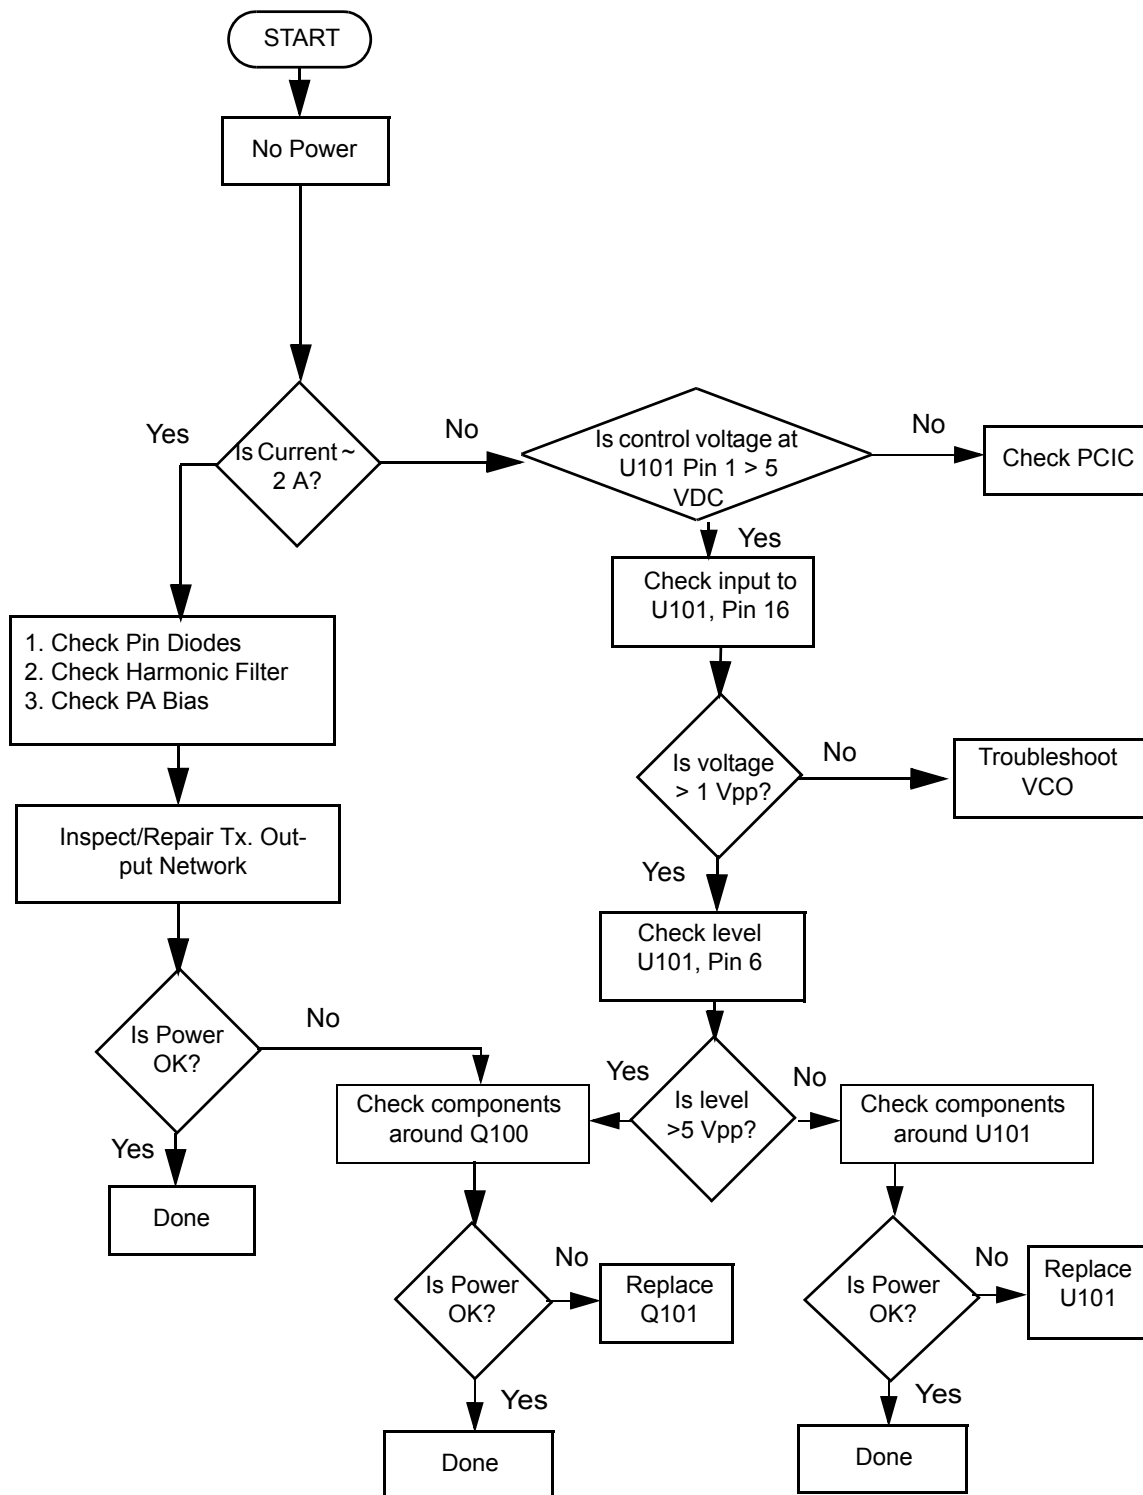 START
No Power
Yes
Is Current ~
2 A?
No
Is control voltage at
U101 Pin 1 > 5
VDC
No
Check PCIC
Yes
Check input to
U101, Pin 16
1. Check Pin Diodes
2. Check Harmonic Filter
3. Check PA Bias
Is voltage
> 1 Vpp?
No
Troubleshoot
VCO
Inspect/Repair Tx. Out-
put Network
Yes
Check level
U101, Pin 6
Is Power
OK?
No
Yes
Is level
>5 Vpp?
No
Check components
around Q100
Check components
around U101
Yes
Done
Is Power
OK?
No
Replace
Q101
Is Power
OK?
No
Replace
U101
Yes
Done
Yes
Done